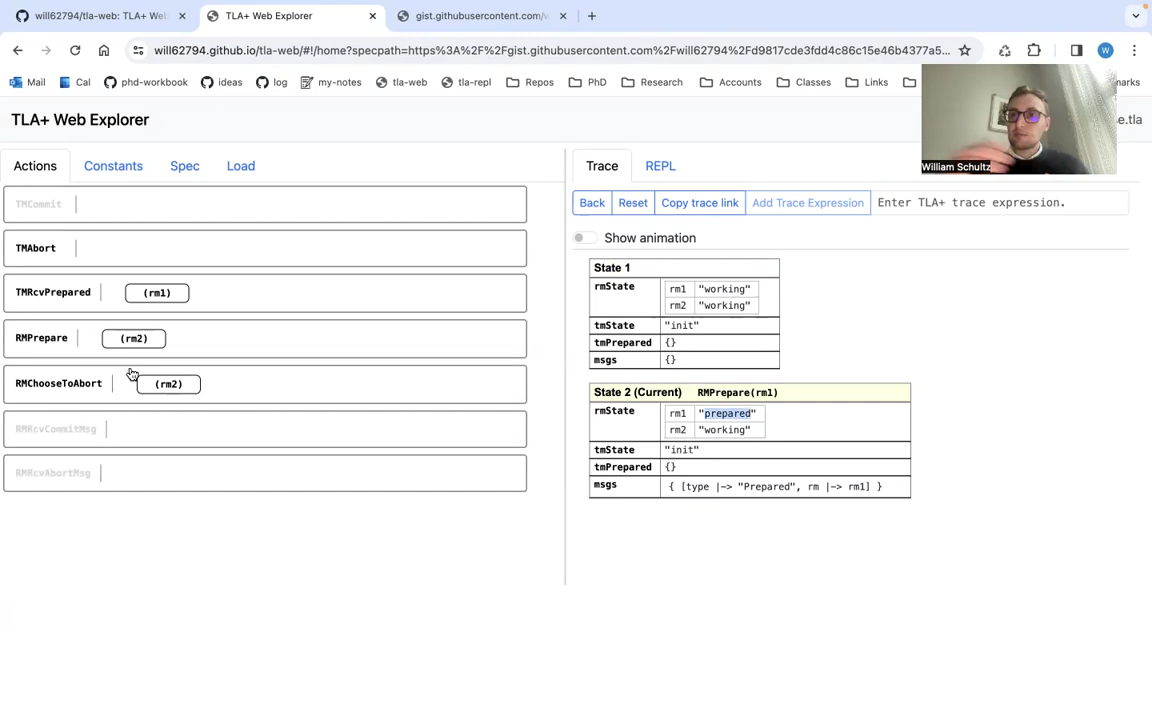 will62794/tla-web: TLA+ We
TLA+ Web Explorer
gist.githubusercontent.com/w
will62794.github.io/tla-web/#!/home?specpath=https%3A%2F%2Fgist.githubusercontent.com%2Fwill62794%2Fd9817cde3fdd4c86c15e46b4377a5...
W
Mail
Cal
phd-workbook
ideas
log
my-notes
tla-web
tla-repl
Repos
PhD
Research
Accounts
Classes
Links
marks
TLA+ Web Explorer
se.tla
William Schultz
Actions
Constants
Spec
Load
TMCommit
TMAbort
TMRcvPrepared (rm1)
RMPrepare (rm2)
RMChooseToAbort (rm2)
RMRcvCommitMsg
RMRcvAbortMsg
Trace
REPL
Back
Reset
Copy trace link
Add Trace Expression
Enter TLA+ trace expression.
Show animation
State 1
rmState rm1 "working"
rm2 "working"
tmState "init"
tmPrepared {}
msgs {}
State 2 (Current) RMPrepare(rm1)
rmState rm1 "prepared"
rm2 "working"
tmState "init"
tmPrepared {}
msgs { [type |-> "Prepared", rm |-> rm1] }